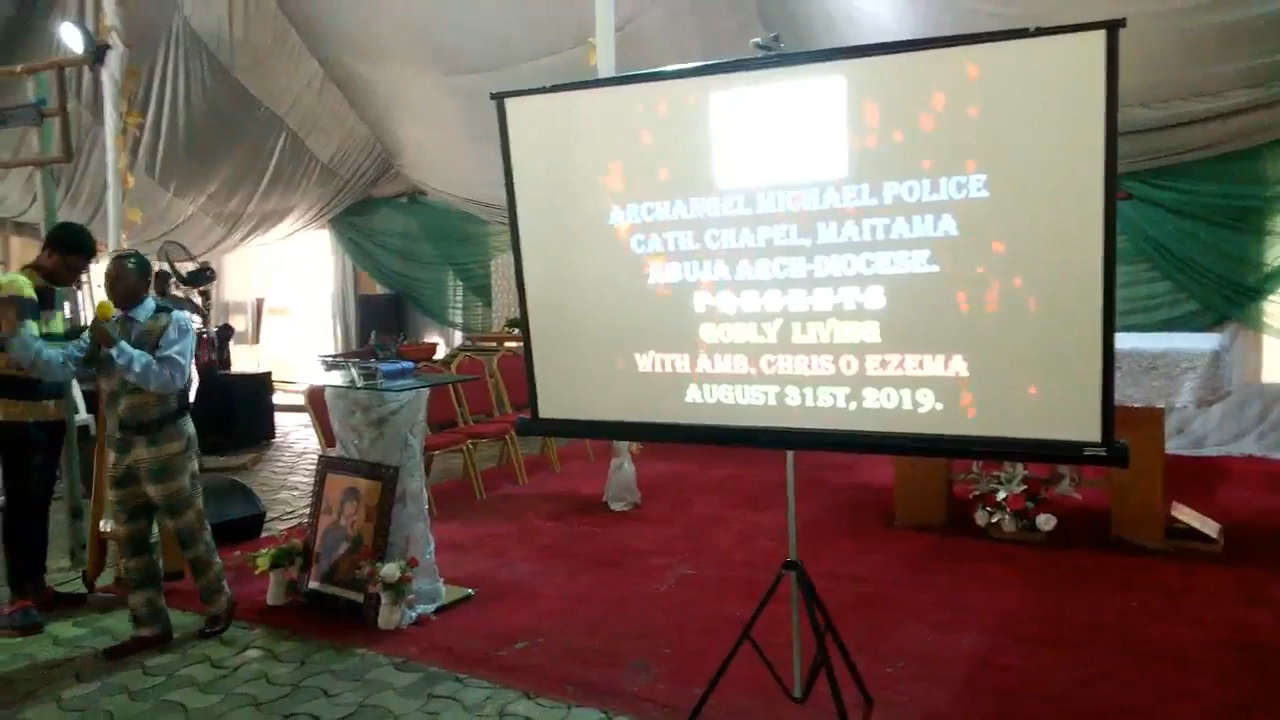 ARCHANGEL MICHAEL POLICE
CATH. CHAPEL, MAITAMA
ABUJA ARCH-DIOCESE.
P R E S E N T S
GODLY LIVING
WITH AMB. CHRIS O EZEMA
AUGUST 31ST, 2019.